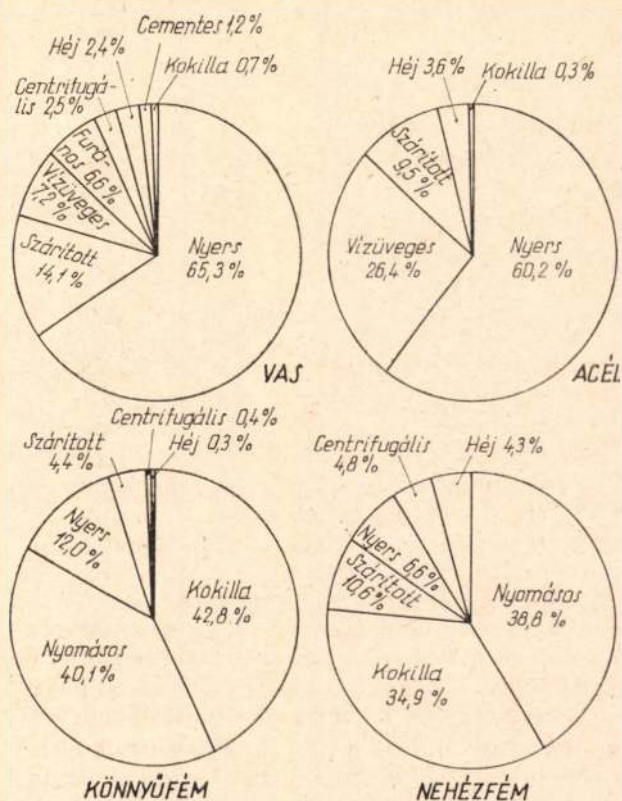 Cementes 1,2%
Héj 2,4%
Kokilla 0,7%
Centrifugá-
lis 2,5%
Furá-
nos 6,6%
Vízüveges
7,2%
Szárított
14,1%
Nyers
65,3%
VAS
Héj 3,6%
Kokilla 0,3%
Szárított
9,5%
Vízüveges
26,4%
Nyers
60,2%
ACÉL
Centrifugális 0,4%
Héj 0,3%
Szárított
4,4%
Nyers
12,0%
Kokilla
42,8%
Nyomásos
40,1%
KÖNNYŰFÉM
Centrifugális
4,8%
Héj 4,3%
Nyers 6,6%
Szárított
10,6%
Nyomásos
38,8%
Kokilla
34,9%
NEHÉZFÉM